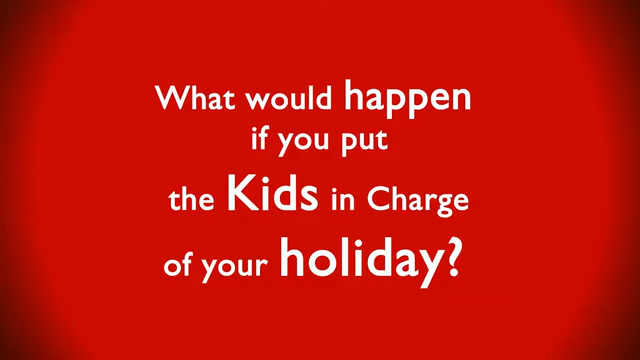 What would happen
if you put
the Kids in Charge
of your holiday?